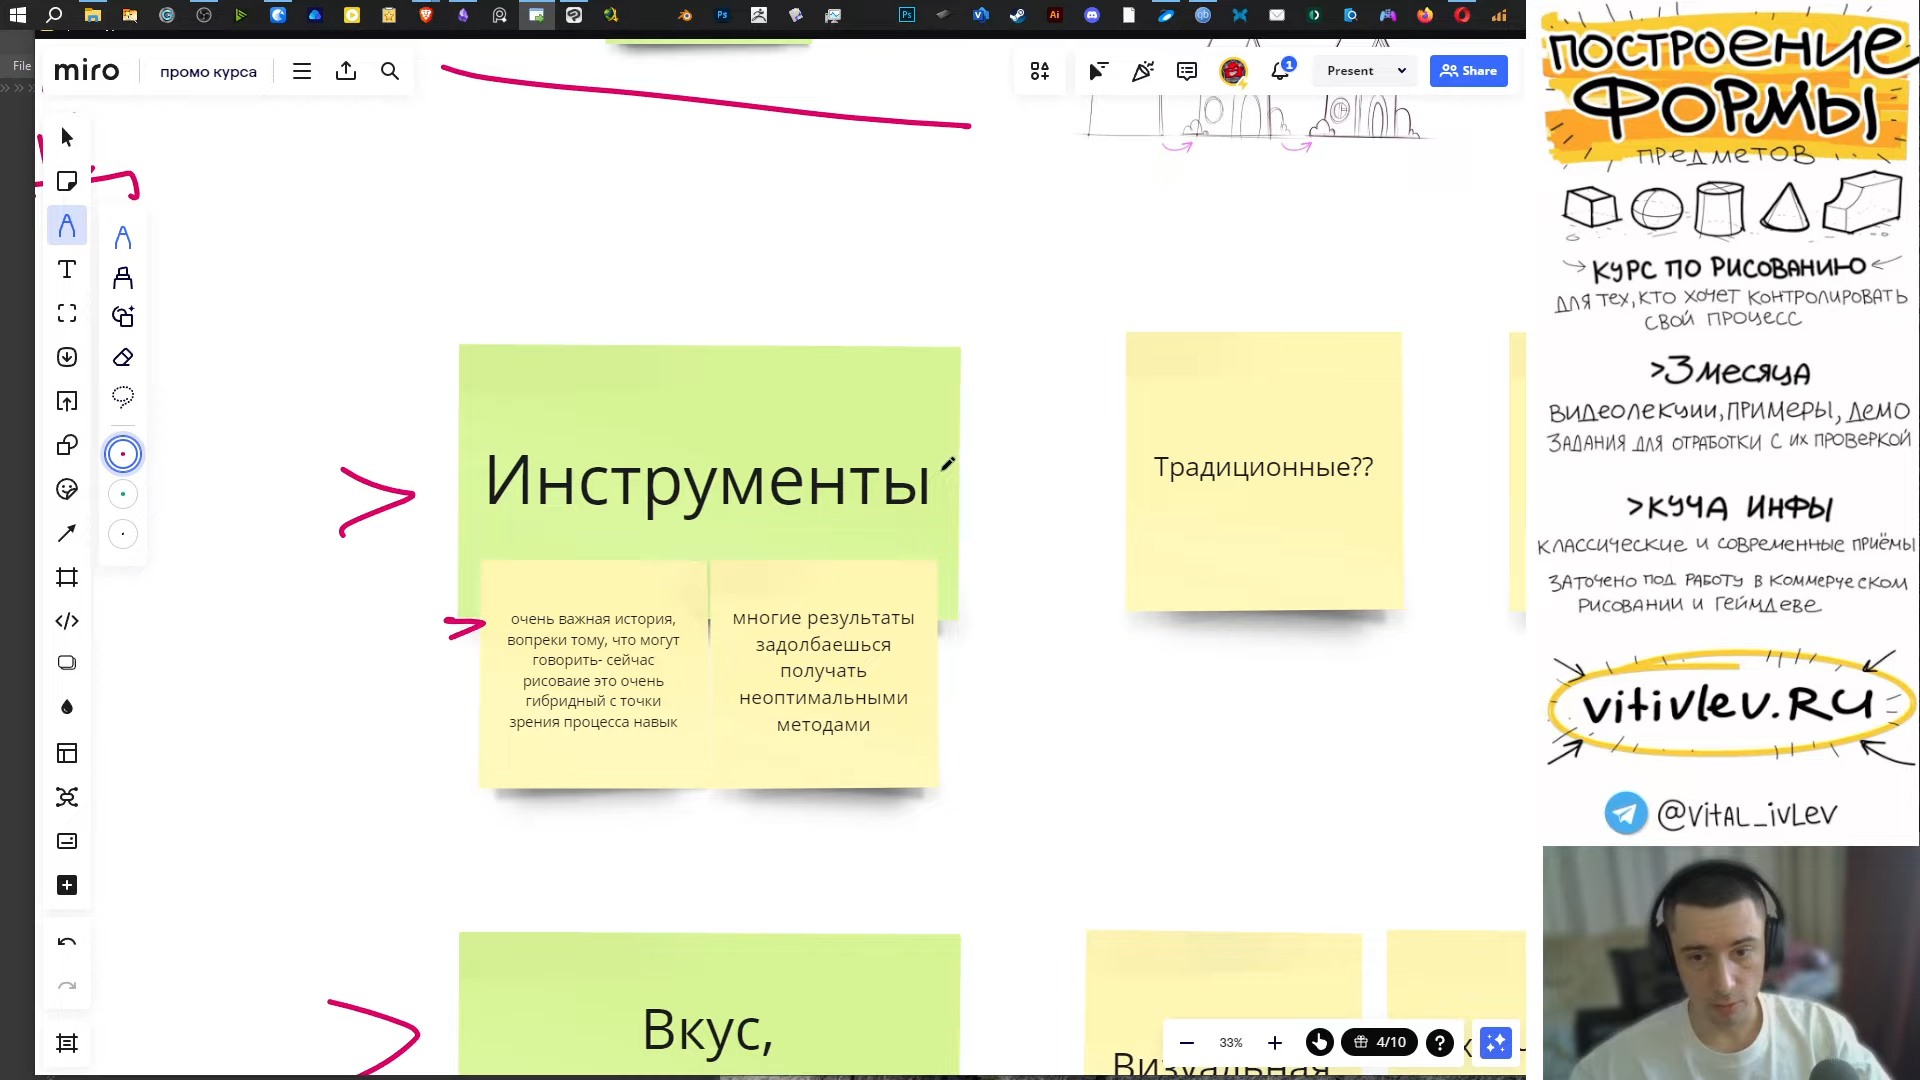 File
miro
промо курса
1
Present
Share
Инструменты
очень важная история,
вопреки тому, что могут
говорить- сейчас
рисоваие это очень
гибридный с точки
зрения процесса навык
многие результаты
задолбаешься
получать
неоптимальными
методами
Традиционные??
Вкус,
Визуальная
33%
4/10
ПОСТРОЕНИЕ
ФОРМЫ
ПРЕДМЕТОВ
КУРС ПО РИСОВАНИЮ
ДЛЯ ТЕХ, КТО ХОЧЕТ КОНТРОЛИРОВАТЬ
СВОЙ ПРОЦЕСС
>3 месяца
ВИДЕОЛЕКЦИИ, ПРИМЕРЫ, ДЕМО
ЗАДАНИЯ ДЛЯ ОТРАБОТКИ С ИХ ПРОВЕРКОЙ
>КУЧА ИНФЫ
КЛАССИЧЕСКИЕ И СОВРЕМЕННЫЕ ПРИЁМЫ
ЗАТОЧЕНО ПОД РАБОТУ В КОММЕРЧЕСКОМ
РИСОВАНИИ И ГЕЙМДЕВЕ
vitivlev.RU
@VITAL_IVLEV